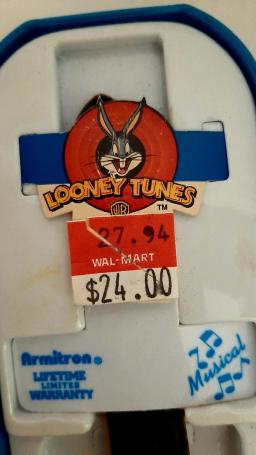 LOONEY TUNES
WB
TM
27.94
WAL-MART
$24.00
Armitron®
LIFETIME
LIMITED
WARRANTY
Musical